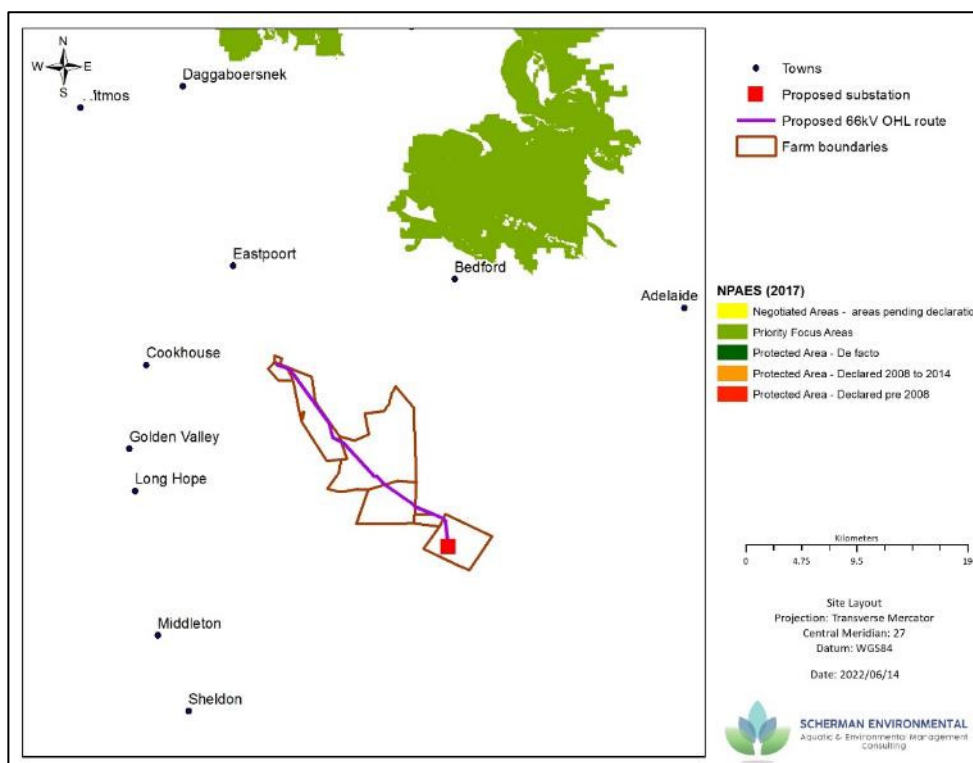 N
W E
S
Daggaboersnek
Eastpoort
Bedford
Adelaide
Cookhouse
Golden Valley
Long Hope
Middleton
Sheldon
Towns
Proposed substation
Proposed 66kV OHL route
Farm boundaries
NPAES (2017)
Negotiated Areas - areas pending declaratio
Priority Focus Areas
Protected Area - De facto
Protected Area - Declared 2008 to 2014
Protected Area - Declared pre 2008
Kilometers
0 4.75 9.5 19
Site Layout
Projection: Transverse Mercator
Central Meridian: 27
Datum: WGS84
Date: 2022/06/14
SCHERMAN ENVIRONMENTAL
Aquatic & Environmental Management
Consulting